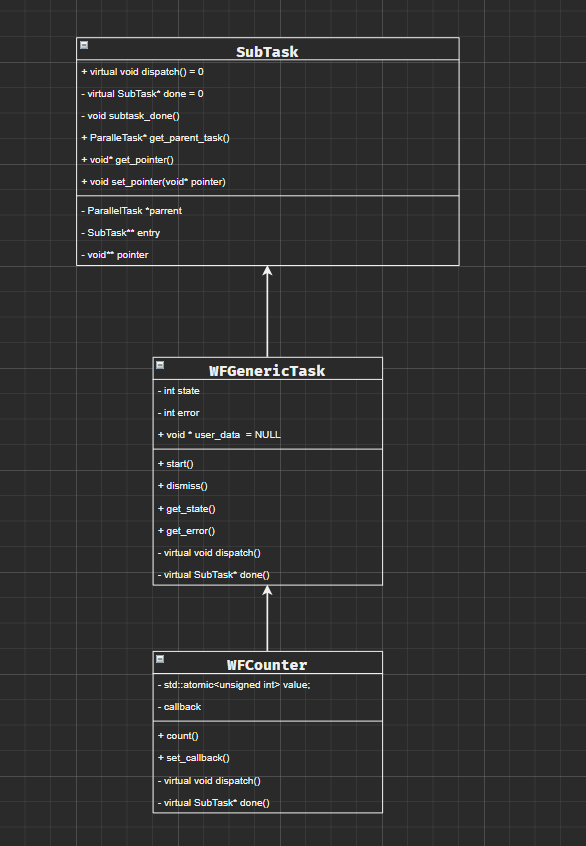 SubTask
+ virtual void dispatch() = 0
- virtual SubTask* done = 0
- void subtask_done()
+ ParalleTask* get_parent_task()
+ void* get_pointer()
+ void set_pointer(void* pointer)
- ParallelTask *parrent
- SubTask** entry
- void** pointer
WFGenericTask
- int state
- int error
+ void * user_data = NULL
+ start()
+ dismiss()
+ get_state()
+ get_error()
- virtual void dispatch()
- virtual SubTask* done()
WFCounter
- std::atomic<unsigned int> value;
- callback
+ count()
+ set_callback()
- virtual void dispatch()
- virtual SubTask* done()